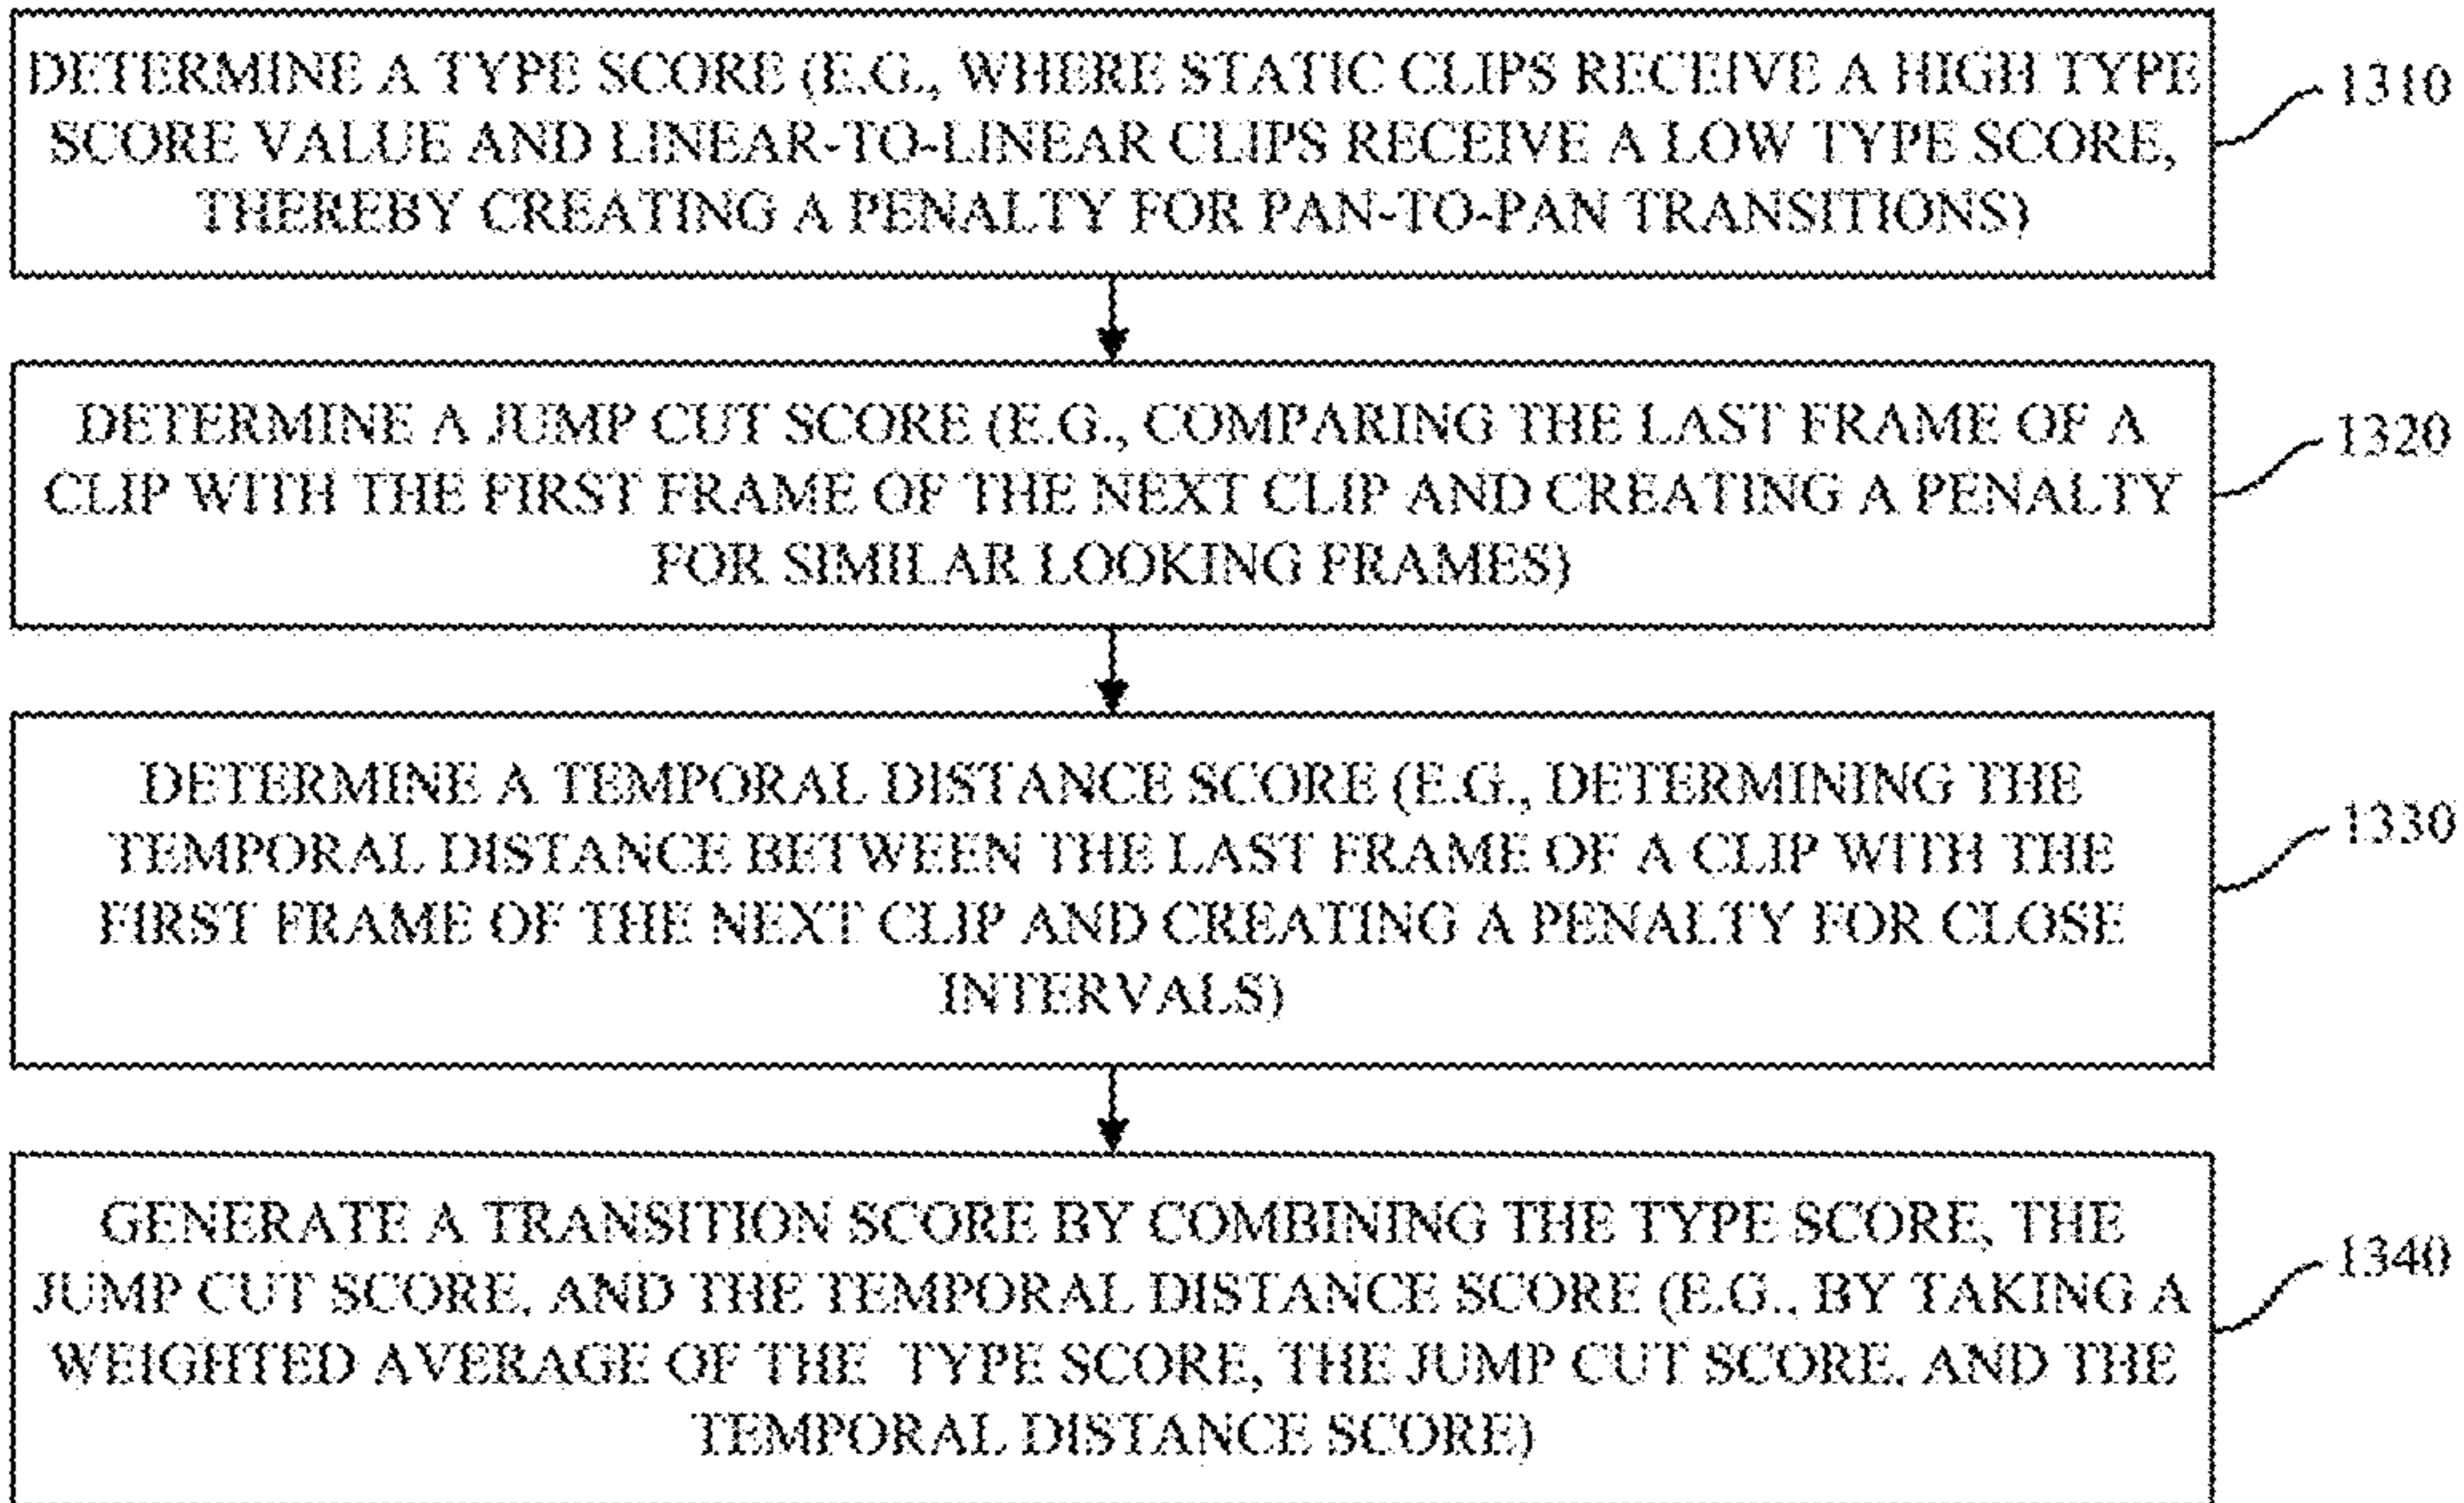 DETERMINE A TYPE SCORE (E.G., WHERE STATIC CLIPS RECEIVE A HIGH TYPE
SCORE VALUE AND LINEAR-TO-LINEAR CLIPS RECEIVE A LOW TYPE SCORE,
THEREBY CREATING A PENALTY FOR PAN-TO-PAN TRANSITIONS)
1310
DETERMINE A JUMP CUT SCORE (E.G., COMPARING THE LAST FRAME OF A
CLIP WITH THE FIRST FRAME OF THE NEXT CLIP AND CREATING A PENALTY
FOR SIMILAR LOOKING FRAMES)
1320
DETERMINE A TEMPORAL DISTANCE SCORE (E.G., DETERMINING THE
TEMPORAL DISTANCE BETWEEN THE LAST FRAME OF A CLIP WITH THE
FIRST FRAME OF THE NEXT CLIP AND CREATING A PENALTY FOR CLOSE
INTERVALS)
1330
GENERATE A TRANSITION SCORE BY COMBINING THE TYPE SCORE, THE
JUMP CUT SCORE, AND THE TEMPORAL DISTANCE SCORE (E.G., BY TAKING A
WEIGHTED AVERAGE OF THE TYPE SCORE, THE JUMP CUT SCORE, AND THE
TEMPORAL DISTANCE SCORE)
1340